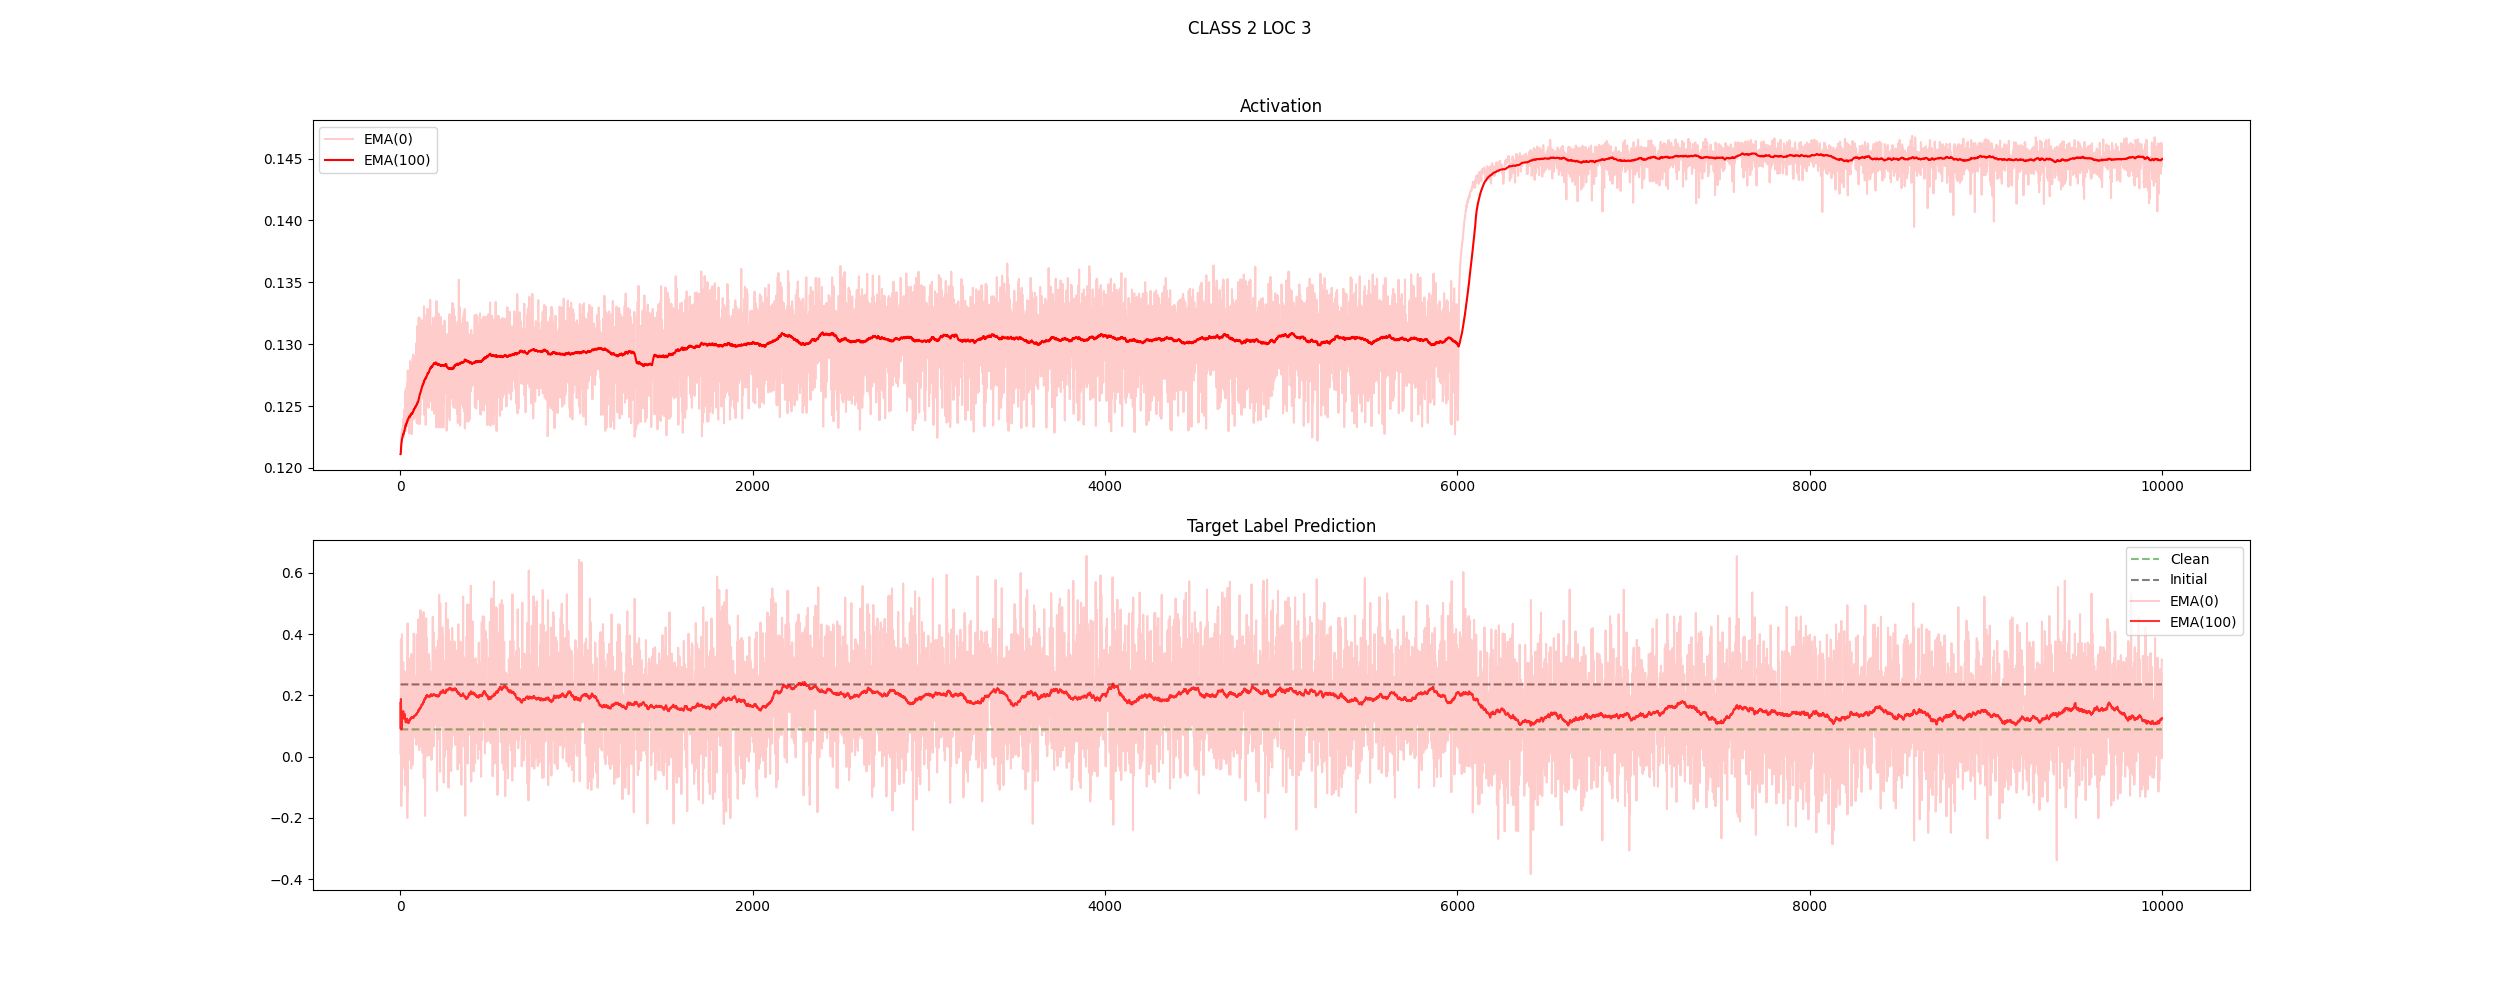 CLASS 2 LOC 3
Activation
EMA(0)
EMA(100)
0.145
0.140
0.135
0.130
0.125
0.120
0
2000
4000
6000
8000
10000
Target Label Prediction
Clean
Initial
EMA(0)
EMA(100)
0.6
0.4
0.2
0.0
−0.2
−0.4
0
2000
4000
6000
8000
10000